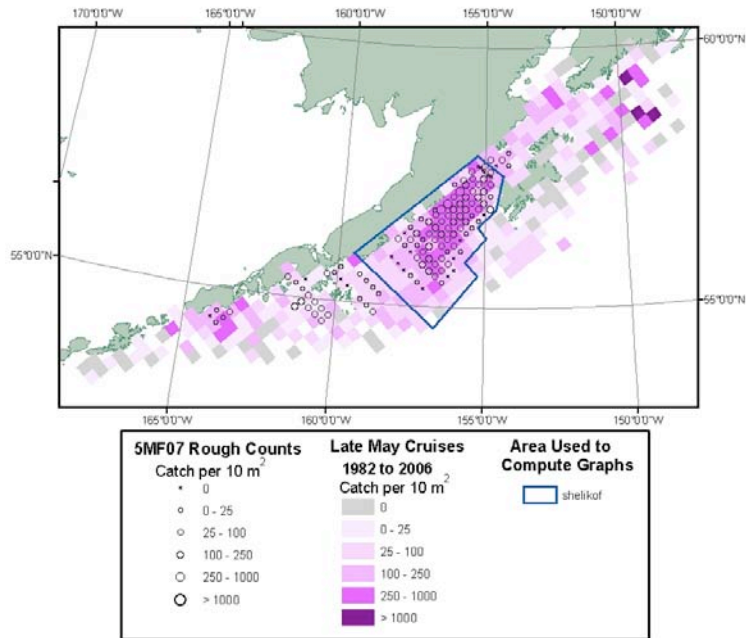 170°0'0"W
165°0'0"W
160°0'0"W
155°0'0"W
150°0'0"W
60°0'0"N
55°0'0"N
55°0'0"N
165°0'0"W
160°0'0"W
155°0'0"W
150°0'0"W
5MF07 Rough Counts
Catch per 10 m²
0
0 - 25
25 - 100
100 - 250
250 - 1000
> 1000
Late May Cruises
1982 to 2006
Catch per 10 m²
0
0 - 25
25 - 100
100 - 250
250 - 1000
> 1000
Area Used to
Compute Graphs
shelikof